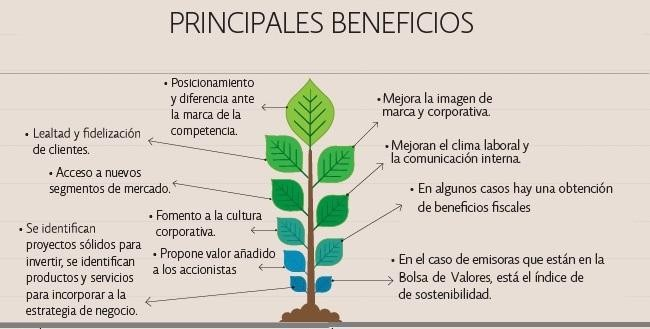 PRINCIPALES BENEFICIOS
• Posicionamiento
y diferencia ante
la marca de la
competencia.
• Lealtad y fidelización
de clientes.
• Acceso a nuevos
segmentos de mercado.
• Fomento a la cultura
corporativa.
• Se identifican
proyectos sólidos para
invertir, se identifican
productos y servicios
para incorporar a la
estrategia de negocio.
• Propone valor añadido
a los accionistas
• Mejora la imagen de
marca y corporativa.
• Mejoran el clima laboral y
la comunicación interna.
• En algunos casos hay una obtención
de beneficios fiscales
• En el caso de emisoras que están en la
Bolsa de Valores, está el índice de
de sostenibilidad.